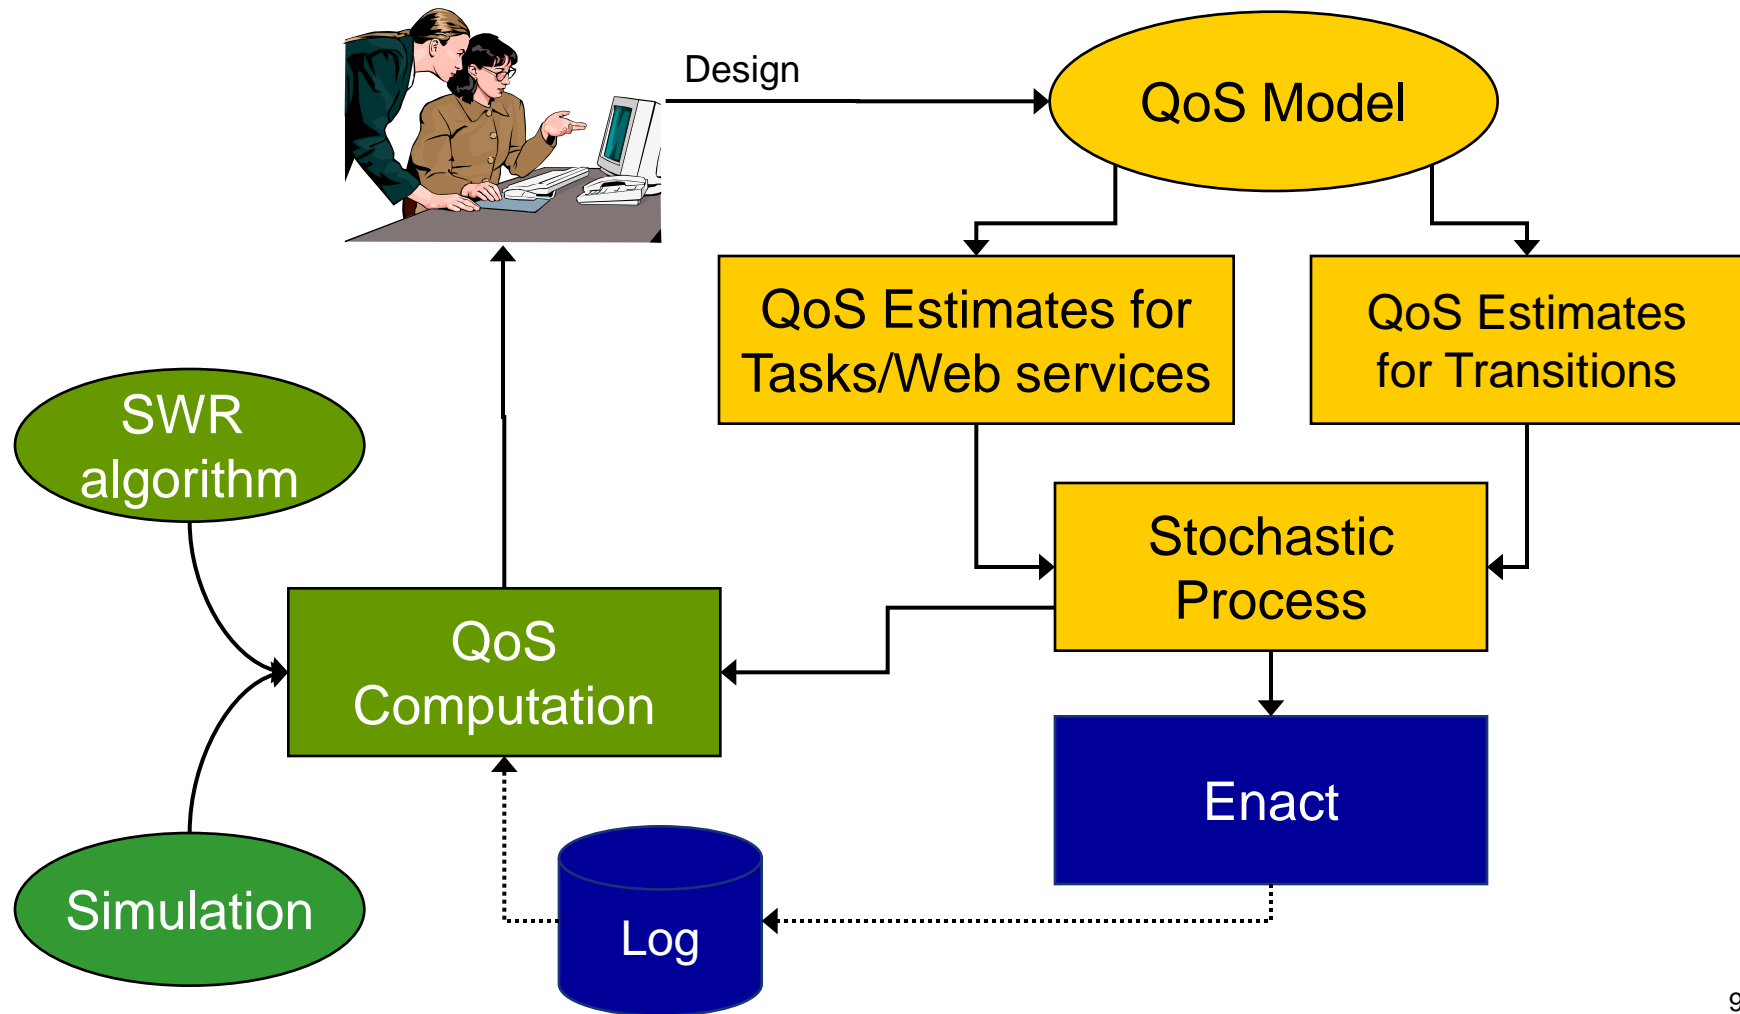 Design
QoS Model
QoS Estimates for
Tasks/Web services
QoS Estimates
for Transitions
SWR
algorithm
Stochastic
Process
QoS
Computation
Enact
Simulation
Log
9